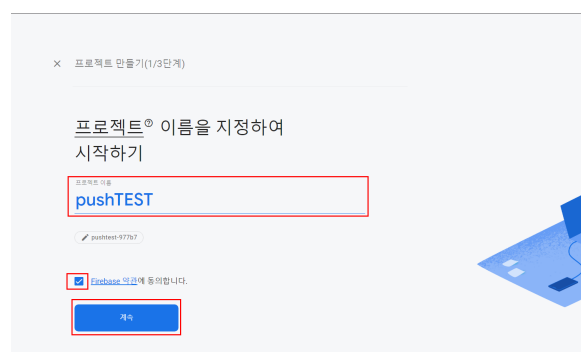 × 프로젝트 만들기(1/3단계)
프로젝트? 이름을 지정하여
시작하기
프로젝트 이름
pushTEST
pushtest-977b7
Firebase 약관에 동의합니다.
계속